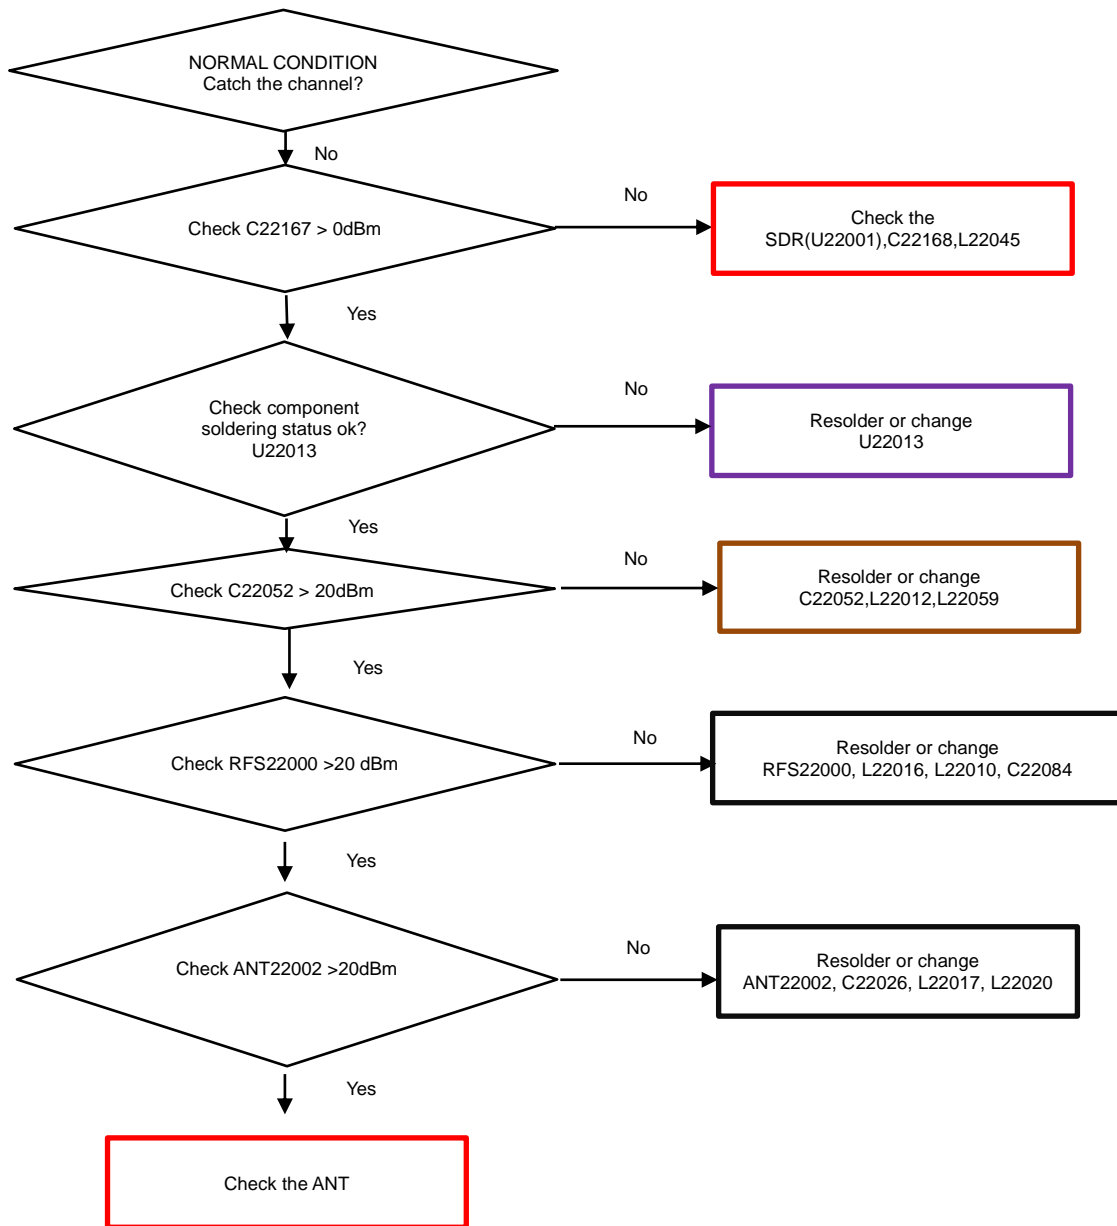 NORMAL CONDITION
Catch the channel?
No
Check C22167 > 0dBm
No
Check the
SDR(U22001),C22168,L22045
Yes
Check component
soldering status ok?
U22013
No
Resolder or change
U22013
Yes
Check C22052 > 20dBm
No
Resolder or change
C22052,L22012,L22059
Yes
Check RFS22000 >20 dBm
No
Resolder or change
RFS22000, L22016, L22010, C22084
Yes
Check ANT22002 >20dBm
No
Resolder or change
ANT22002, C22026, L22017, L22020
Yes
Check the ANT